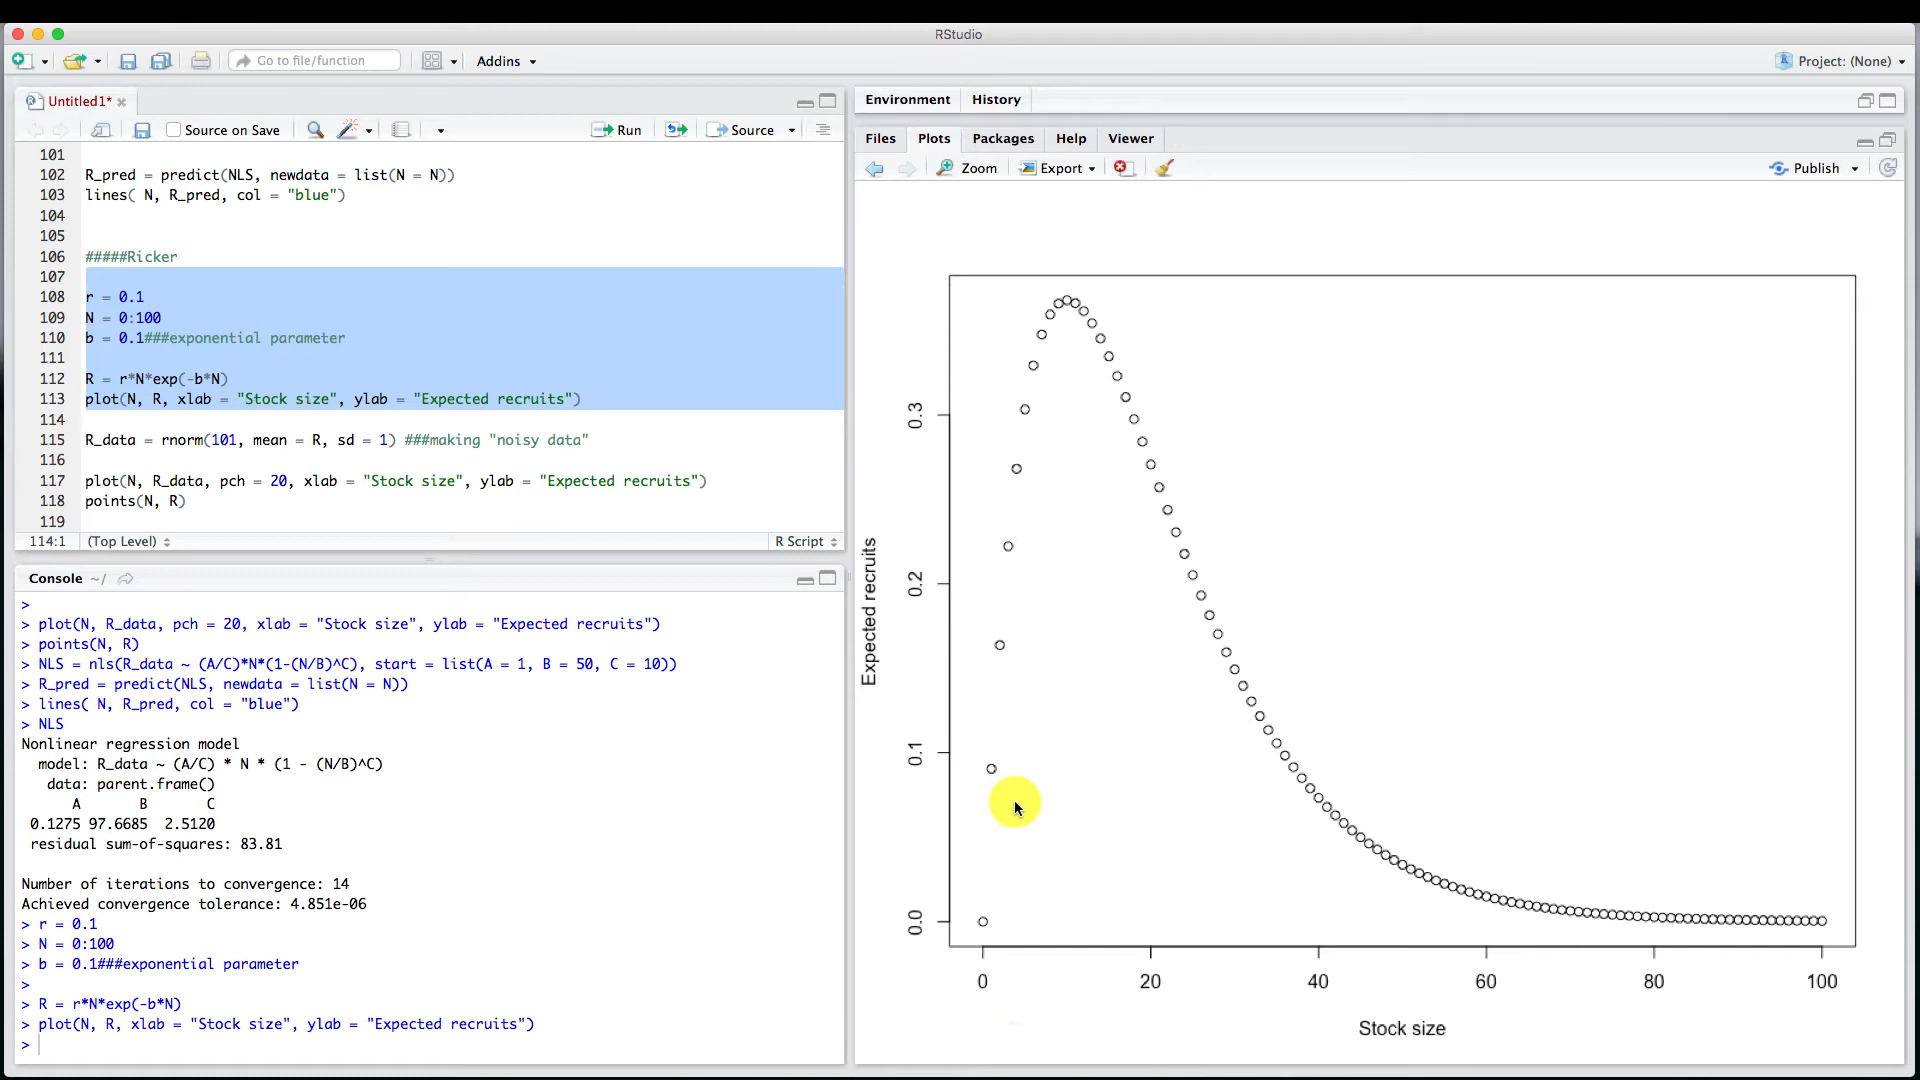 RStudio
Go to file/function
Addins
Project: (None)
Untitled1*
Source on Save
Run
Source
101
102 R_pred = predict(NLS, newdata = list(N = N))
103 lines( N, R_pred, col = "blue")
104
105
106 #####Ricker
107
108 r = 0.1
109 N = 0:100
110 b = 0.1###exponential parameter
111
112 R = r*N*exp(-b*N)
113 plot(N, R, xlab = "Stock size", ylab = "Expected recruits")
114
115 R_data = rnorm(101, mean = R, sd = 1) ###making "noisy data"
116
117 plot(N, R_data, pch = 20, xlab = "Stock size", ylab = "Expected recruits")
118 points(N, R)
119
114:1 (Top Level) R Script
Console ~/
>
> plot(N, R_data, pch = 20, xlab = "Stock size", ylab = "Expected recruits")
> points(N, R)
> NLS = nls(R_data ~ (A/C)*N*(1-(N/B)^C), start = list(A = 1, B = 50, C = 10))
> R_pred = predict(NLS, newdata = list(N = N))
> lines( N, R_pred, col = "blue")
> NLS
Nonlinear regression model
model: R_data ~ (A/C) * N * (1 - (N/B)^C)
data: parent.frame()
A B C
0.1275 97.6685 2.5120
residual sum-of-squares: 83.81
Number of iterations to convergence: 14
Achieved convergence tolerance: 4.851e-06
> r = 0.1
> N = 0:100
> b = 0.1###exponential parameter
>
> R = r*N*exp(-b*N)
> plot(N, R, xlab = "Stock size", ylab = "Expected recruits")
>
Environment History
Files Plots Packages Help Viewer
Zoom Export Publish
Expected recruits
0.3
0.2
0.1
0.0
0 20 40 60 80 100
Stock size